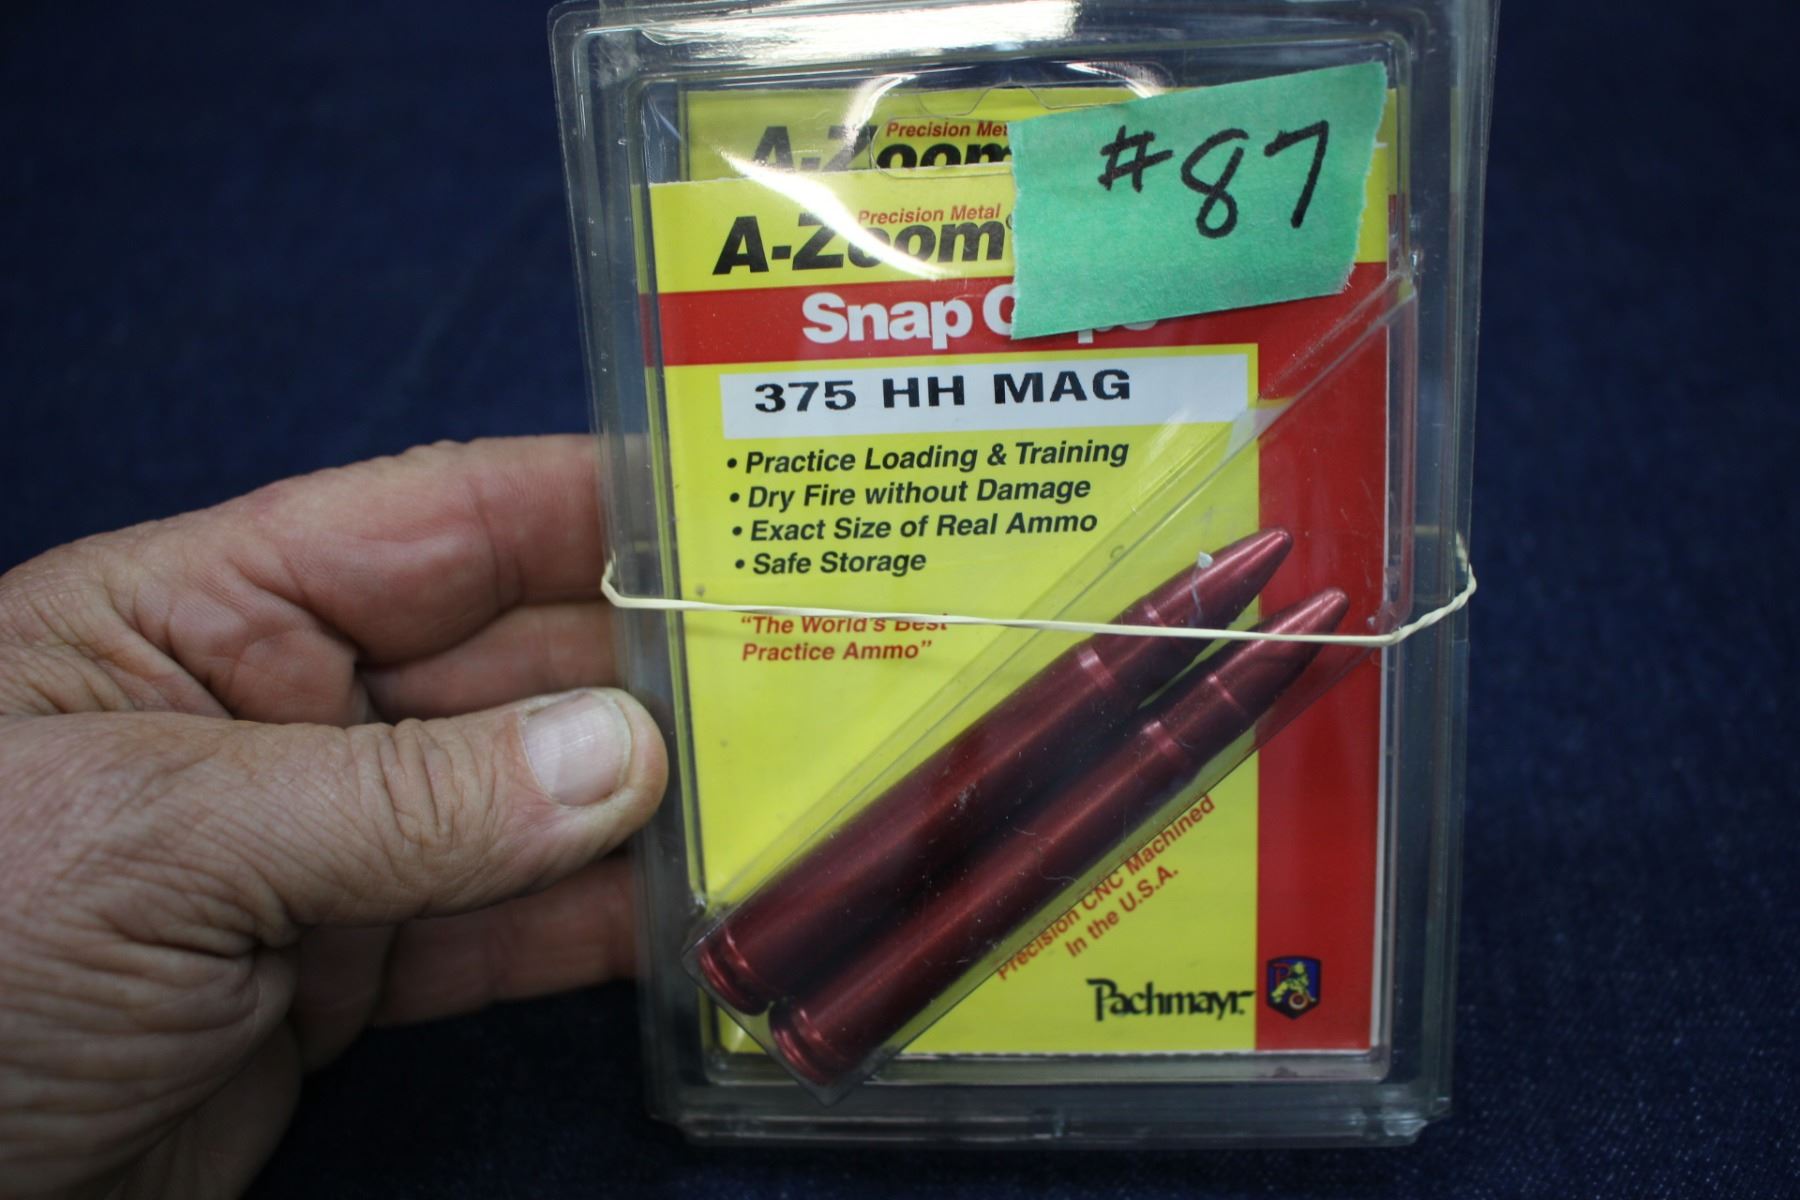 Precision
A-Zoom
#87
Precision Metal
A-Zoom
Snap
375 HH MAG
• Practice Loading & Training
• Dry Fire without Damage
• Exact Size of Real Ammo
• Safe Storage
“The World's Best
Practice Ammo”
Precision CNC Machined
In the U.S.A.
Pachmayr